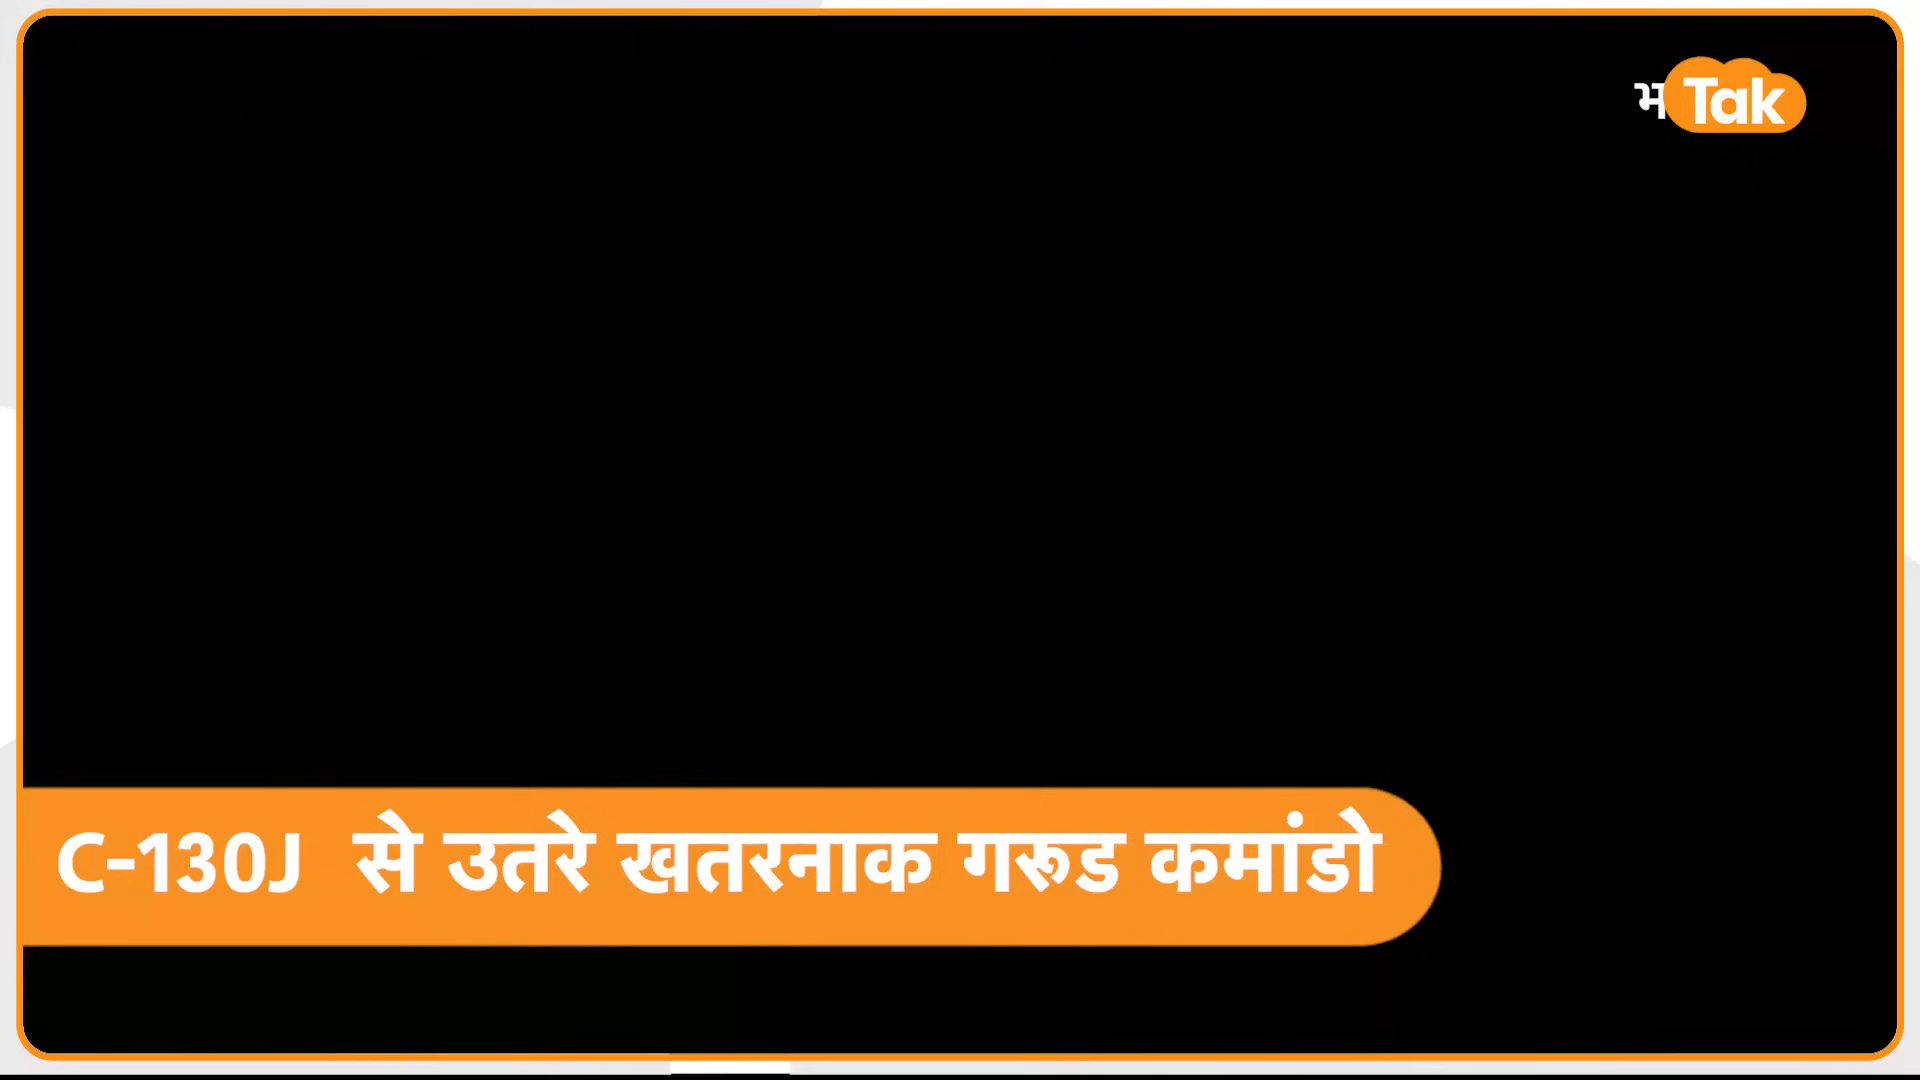 Tak
C-130J से उतरे खतरनाक गरूड कमांडो